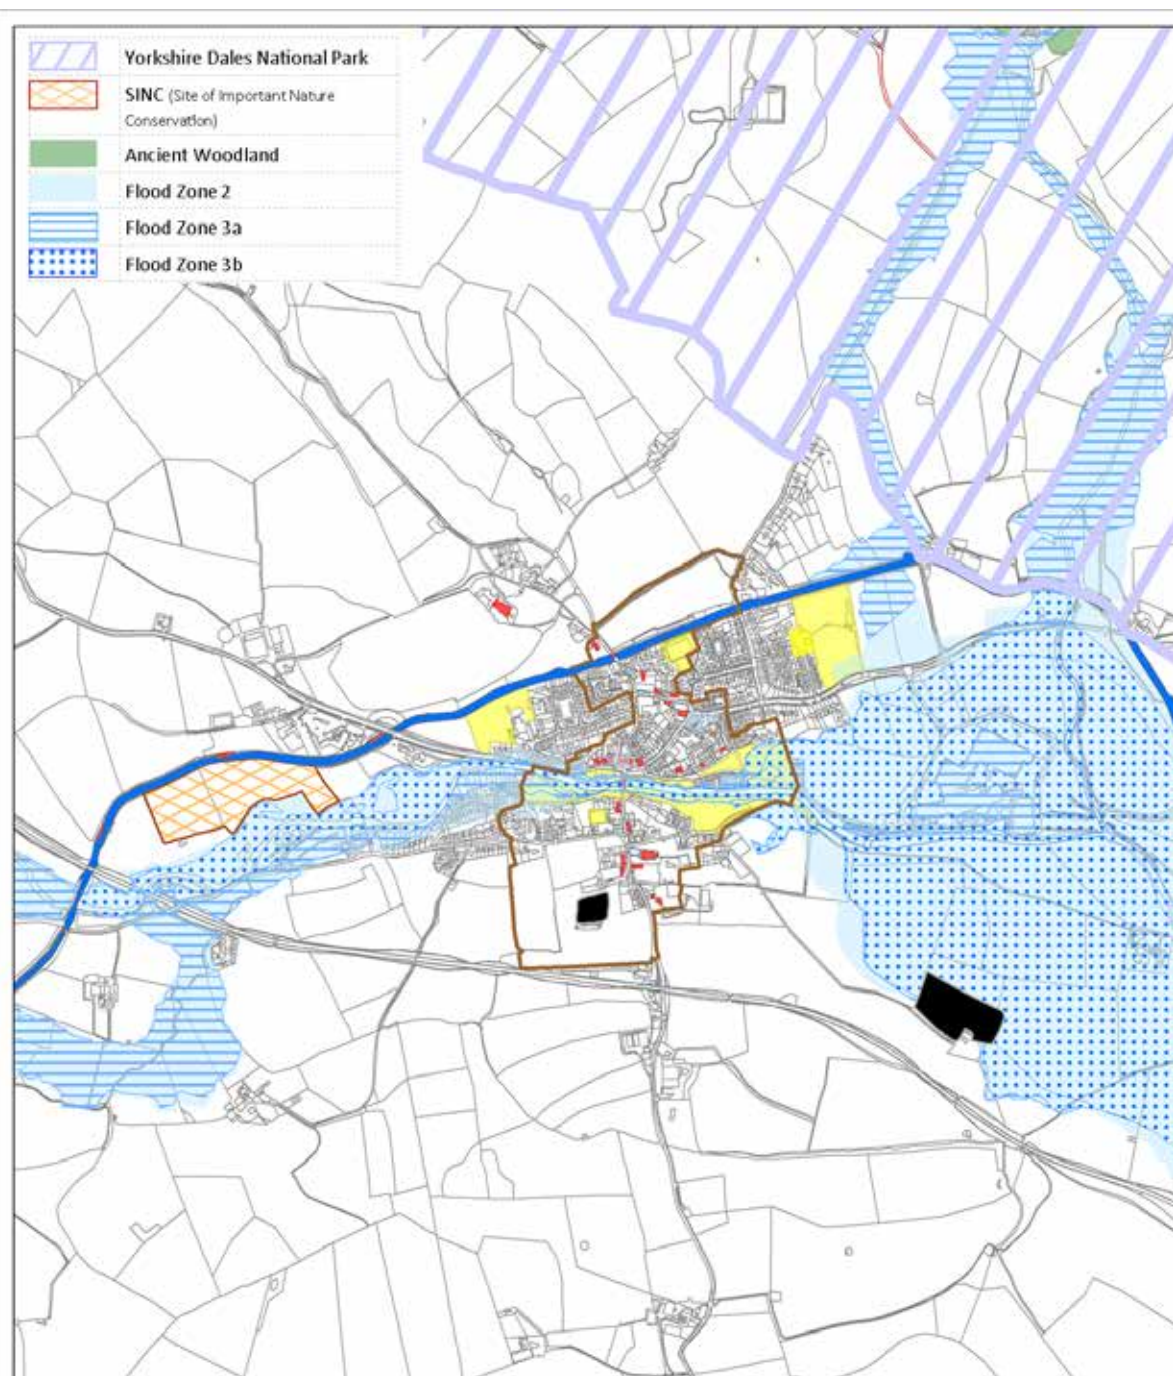 Yorkshire Dales National Park
SINC (Site of Important Nature
Conservation)
Ancient Woodland
Flood Zone 2
Flood Zone 3a
Flood Zone 3b